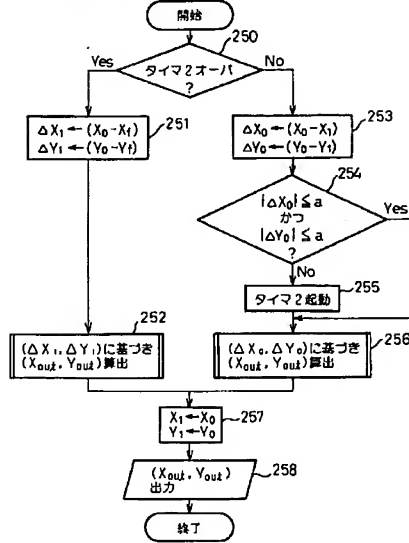 開始
250
タイマ2オーバ
?
Yes
No
ΔX₁←(X₀-Xf)
ΔY₁←(Y₀-Yf)
251
ΔX₀←(X₀-X₁)
ΔY₀←(Y₀-Y₁)
253
254
|ΔX₀|≦a
かつ
|ΔY₀|≦a
?
Yes
No
255
タイマ2起動
252
(ΔX₁,ΔY₁)に基づき
(Xout,Yout)算出
256
(ΔX₀,ΔY₀)に基づき
(Xout,Yout)算出
X₁←X₀
Y₁←Y₀
257
(Xout,Yout)
出力
258
終了